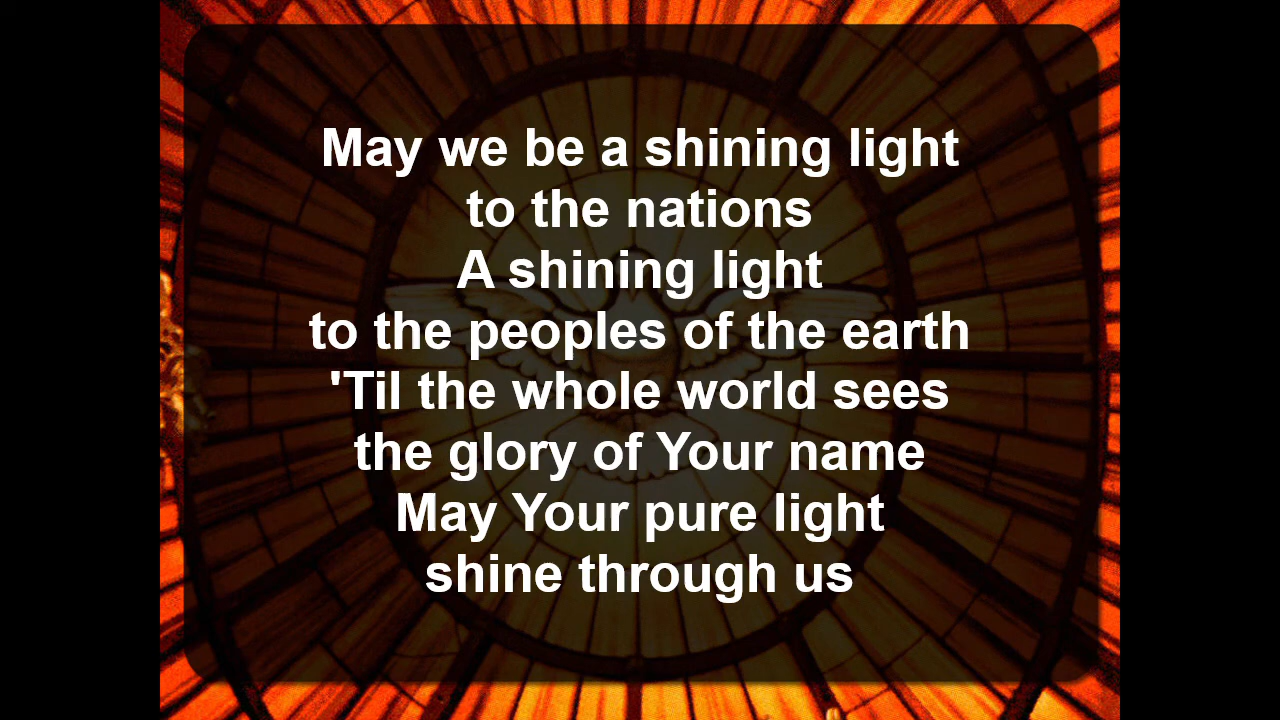 May we be a shining light
to the nations
A shining light
to the peoples of the earth
'Til the whole world sees
the glory of Your name
May Your pure light
shine through us